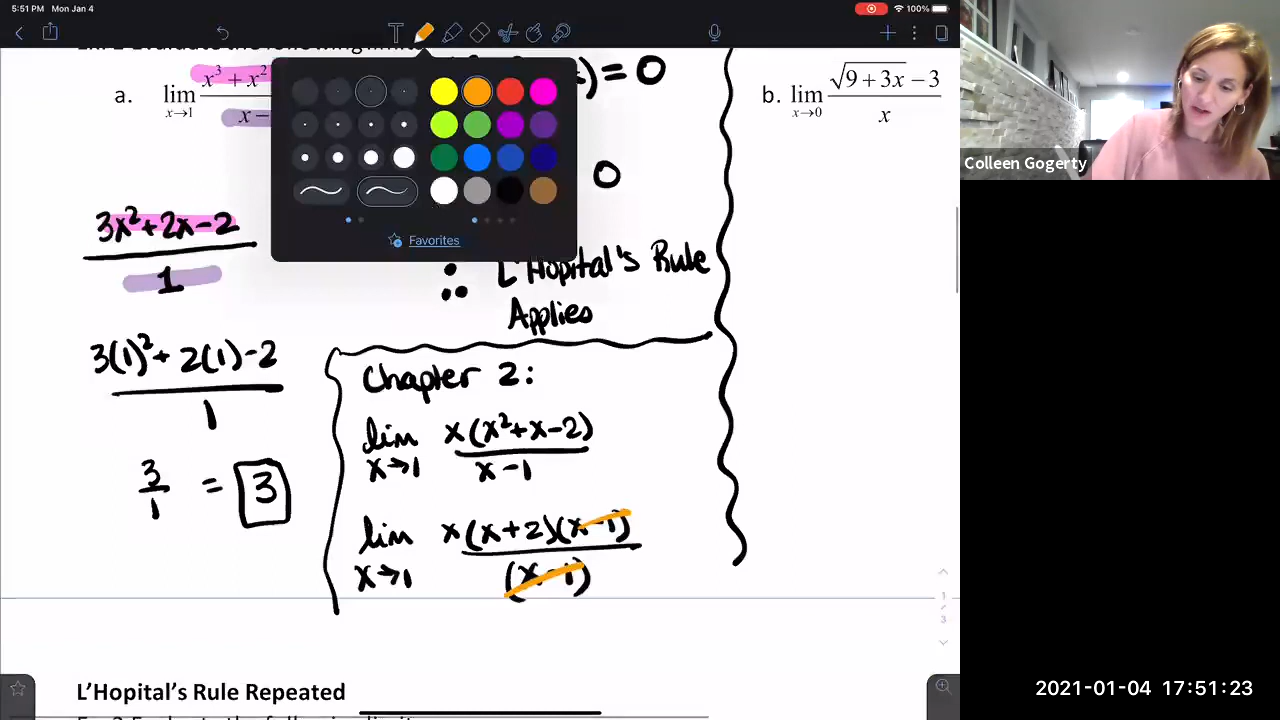 5:51 PM Mon Jan 4
100%
a. lim x→1 x³ + x²
x −
) = 0
0
b. lim x→0 (√9 + 3x − 3) / x
Colleen Gogerty
Favorites
3x² + 2x − 2
1
∴ L'Hopital's Rule
Applies
3(1)² + 2(1) − 2
1
3/1 = 3
Chapter 2:
lim x→1 x(x² + x − 2)
x − 1
lim x→1 x(x + 2)(x − 1)
(x − 1)
1
3
L'Hopital's Rule Repeated
2021-01-04 17:51:23